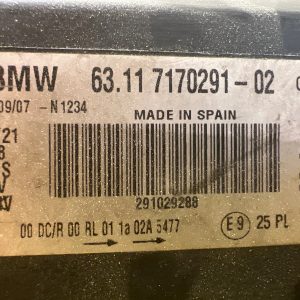 BMW 63.11 7170291-02
09/07 -N1234
MADE IN SPAIN
21
S
V
291029288
00 DC/R 00 RL 01 1a 02A 5477
E9 25 PL